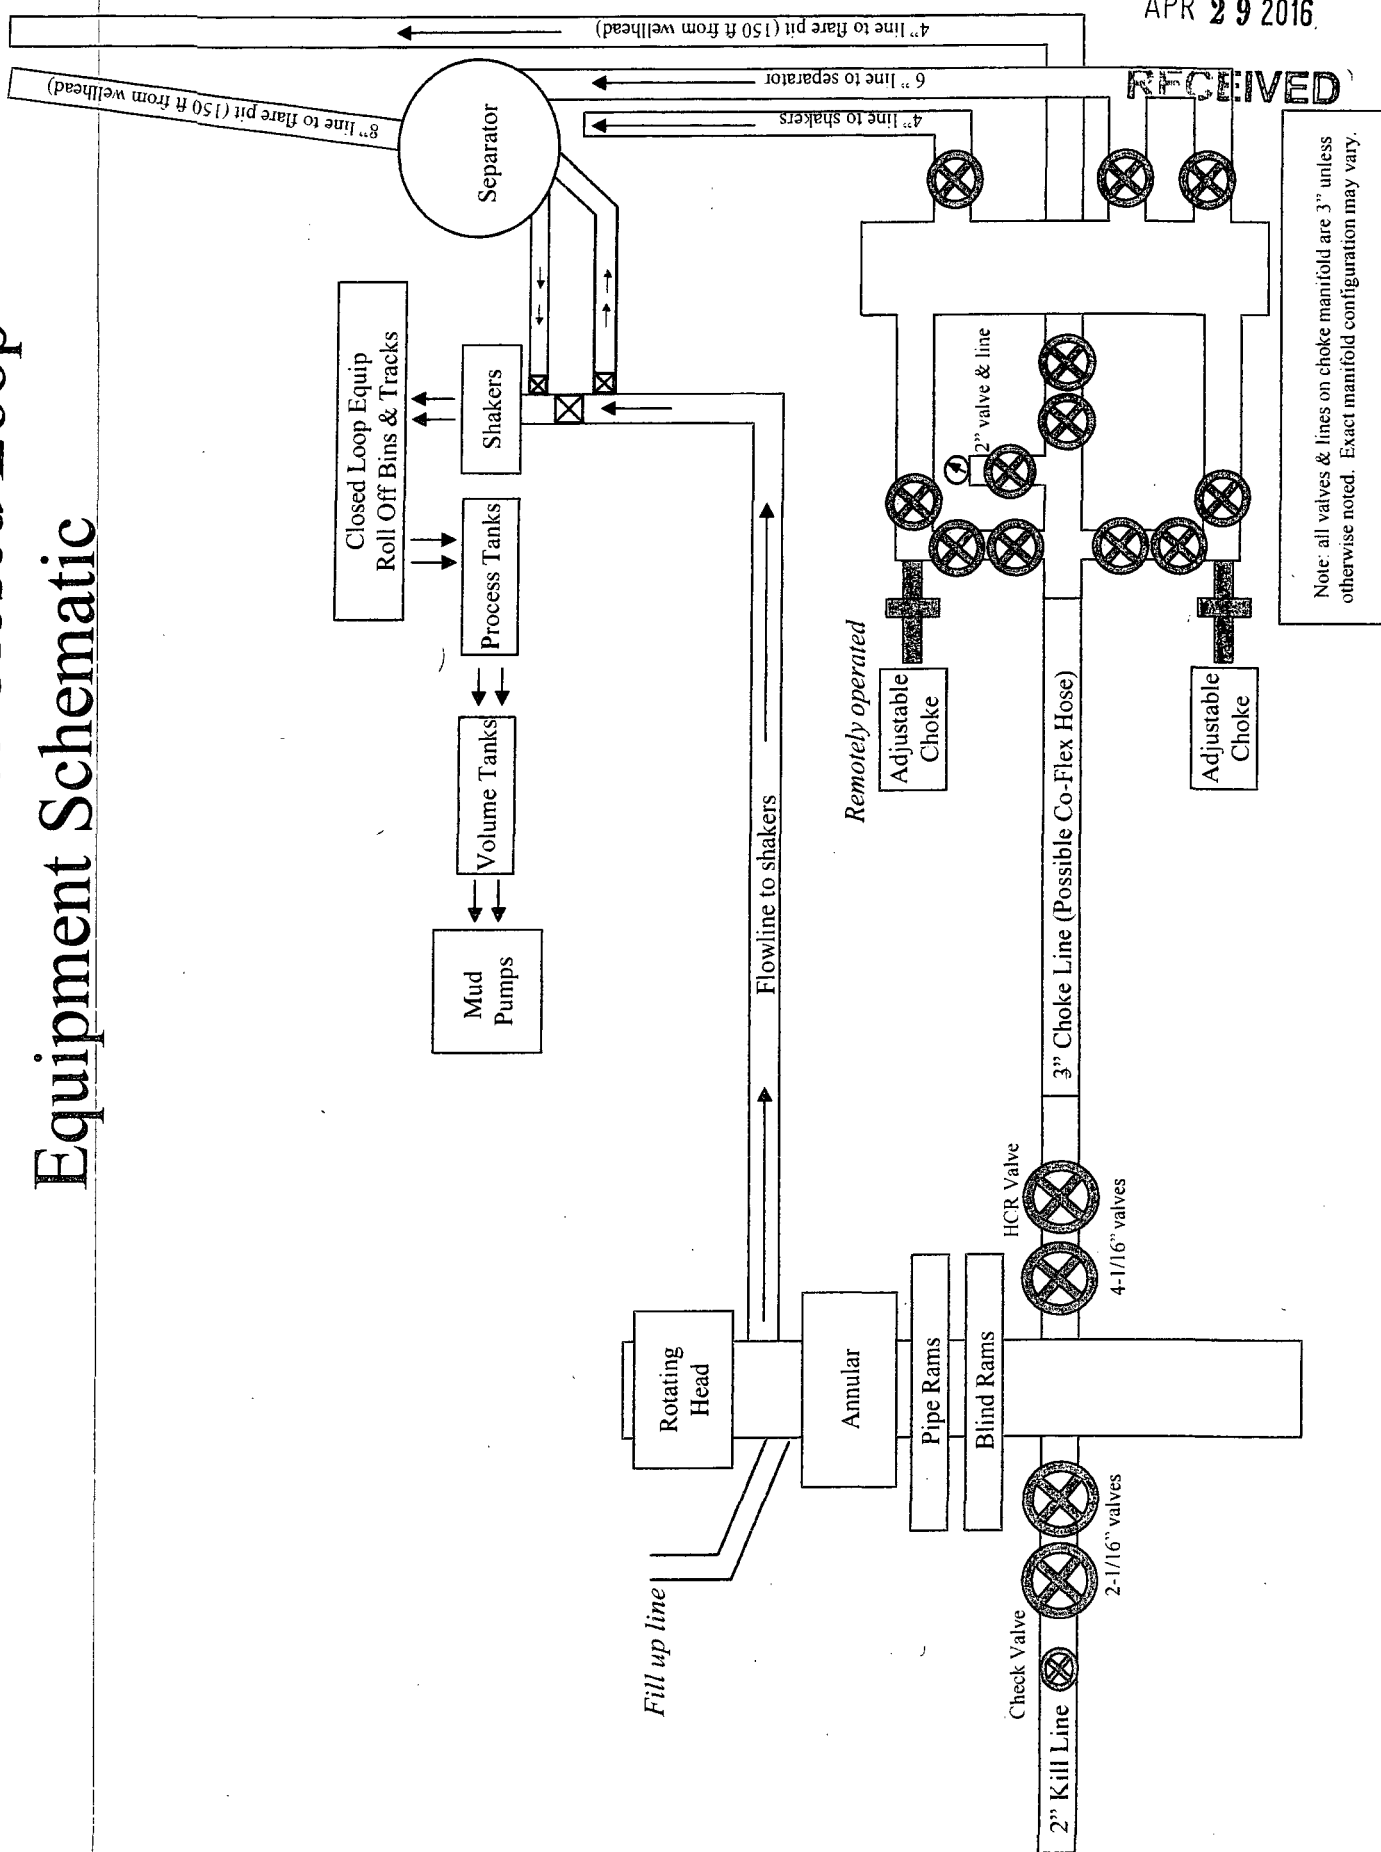 Equipment Schematic
APR 29 2016
RECEIVED
4” line to flare pit (150 ft from wellhead)
8” line to flare pit (150 ft from wellhead)
6” line to separator
4” line to shakers
Separator
Closed Loop Equip
Roll Off Bins & Tracks
Shakers
Process Tanks
Volume Tanks
Mud
Pumps
Flowline to shakers
2” valve & line
Remotely operated
Adjustable
Choke
Adjustable
Choke
Note: all valves & lines on choke manifold are 3” unless
otherwise noted. Exact manifold configuration may vary.
3” Choke Line (Possible Co-Flex Hose)
HCR Valve
4-1/16” valves
Rotating
Head
Annular
Pipe Rams
Blind Rams
Fill up line
2-1/16” valves
Check Valve
2” Kill Line